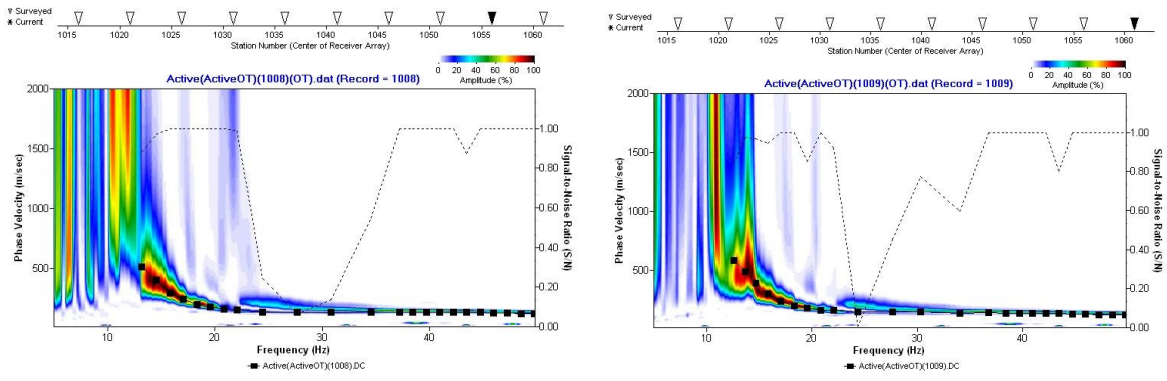 ▽ Surveyed
✱ Current
1015 1020 1025 1030 1035 1040 1045 1050 1055 1060
Station Number (Center of Receiver Array)
0 20 40 60 80 100
Amplitude (%)
Active(ActiveOT)(1008)(OT).dat (Record = 1008)
Phase Velocity (m/sec)
2000
1500
1000
500
Signal-to-Noise Ratio (S/N)
1.00
0.80
0.60
0.40
0.20
0.00
10 20 30 40
Frequency (Hz)
Active(ActiveOT)(1008).DC
▽ Surveyed
✱ Current
1015 1020 1025 1030 1035 1040 1045 1050 1055 1060
Station Number (Center of Receiver Array)
0 20 40 60 80 100
Amplitude (%)
Active(ActiveOT)(1009)(OT).dat (Record = 1009)
Phase Velocity (m/sec)
2000
1500
1000
500
Signal-to-Noise Ratio (S/N)
1.00
0.80
0.60
0.40
0.20
0.00
10 20 30 40
Frequency (Hz)
Active(ActiveOT)(1009).DC